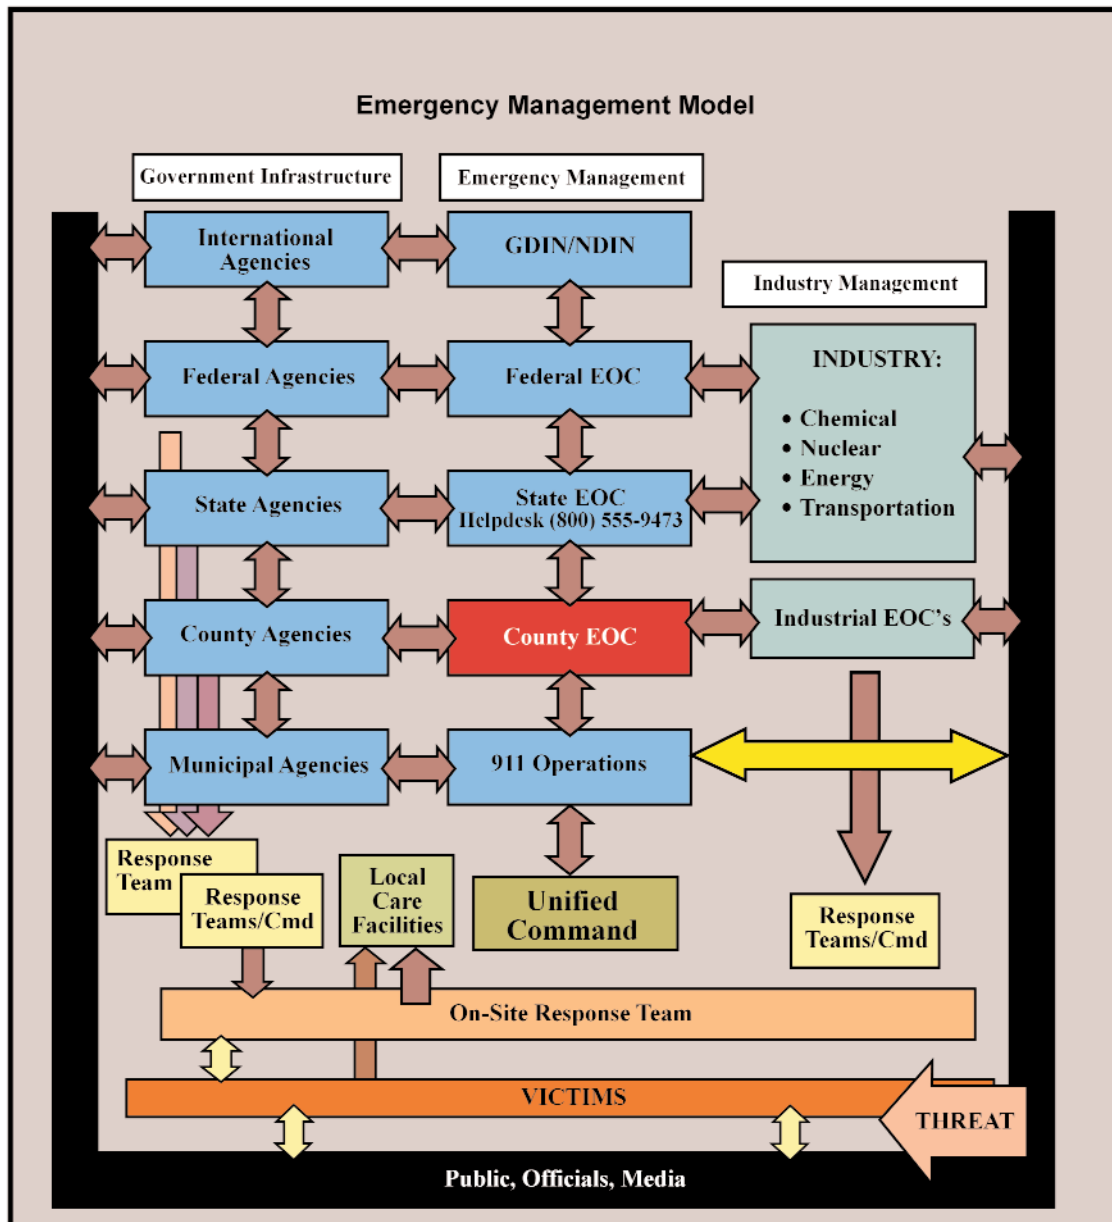 Emergency Management Model
Government Infrastructure
Emergency Management
International
Agencies
GDIN/NDIN
Industry Management
Federal Agencies
Federal EOC
INDUSTRY:
• Chemical
• Nuclear
• Energy
• Transportation
State Agencies
State EOC
Helpdesk (800) 555-9473
County Agencies
County EOC
Industrial EOC's
Municipal Agencies
911 Operations
Response
Team
Response
Teams/Cmd
Local
Care
Facilities
Unified
Command
Response
Teams/Cmd
On-Site Response Team
VICTIMS
THREAT
Public, Officials, Media